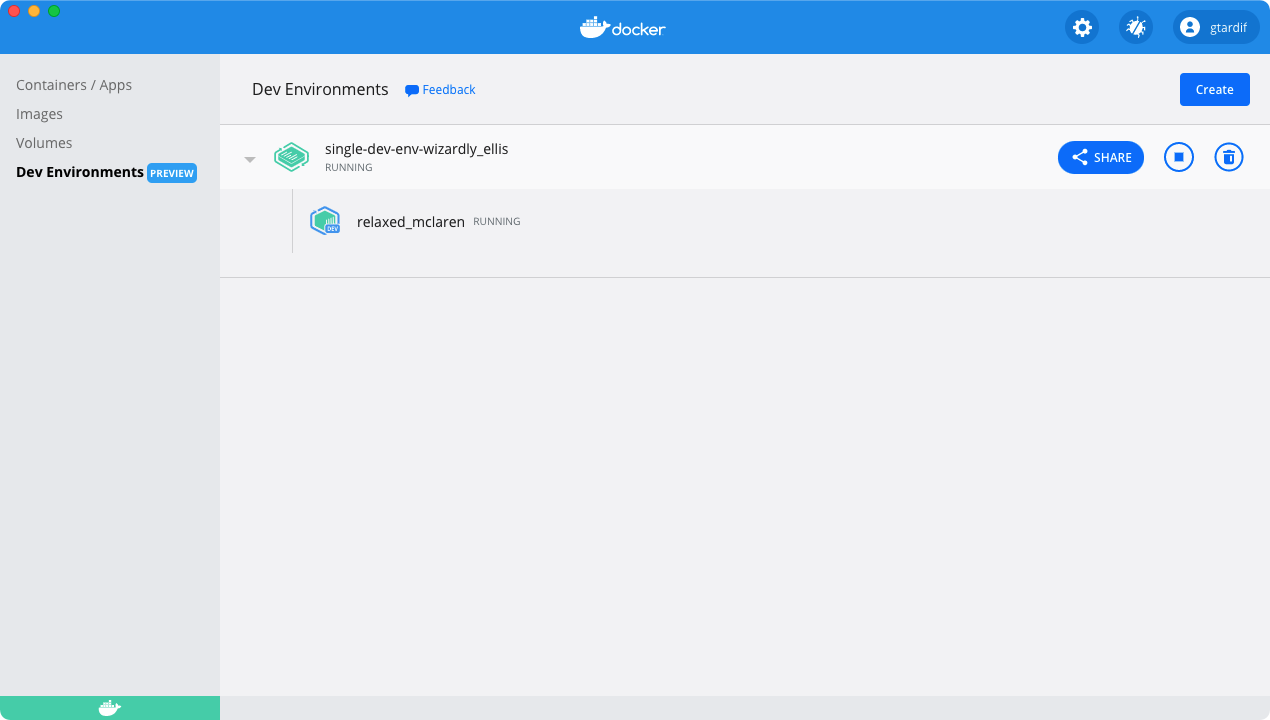 docker
gtardif
Containers / Apps
Images
Volumes
Dev Environments PREVIEW
Dev Environments Feedback
Create
single-dev-env-wizardly_ellis
RUNNING
SHARE
relaxed_mclaren RUNNING
DEV